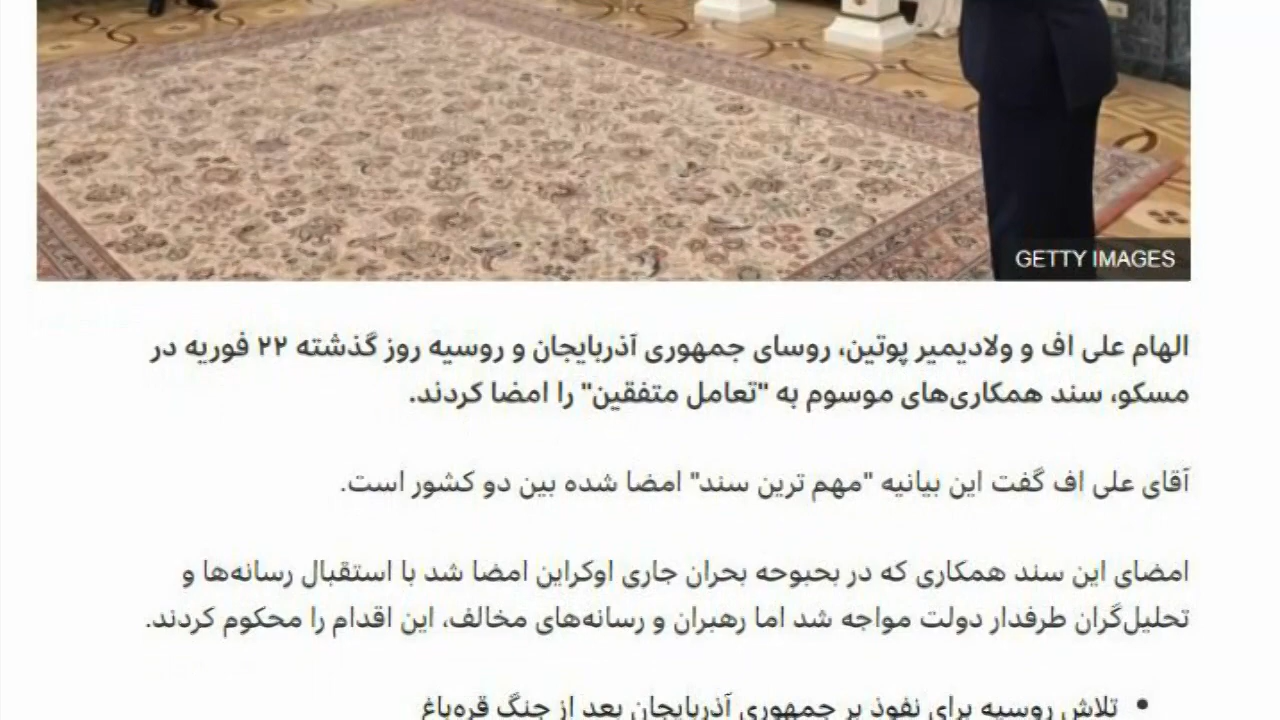 GETTY IMAGES
الهام علی اف و ولادیمیر پوتین، روسای جمهوری آذربایجان و روسیه روز گذشته ۲۲ فوریه در
مسکو، سند همکاری‌های موسوم به "تعامل متفقین" را امضا کردند.
آقای علی اف گفت این بیانیه "مهم ترین سند" امضا شده بین دو کشور است.
امضای این سند همکاری که در بحبوحه بحران جاری اوکراین امضا شد با استقبال رسانه‌ها و
تحلیل‌گران طرفدار دولت مواجه شد اما رهبران و رسانه‌های مخالف، این اقدام را محکوم کردند.
• تلاش روسیه برای نفوذ بر جمهوری آذربایجان بعد از جنگ قره‌باغ